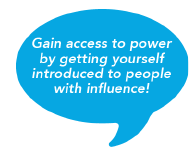 Gain access to power
by getting yourself
introduced to people
with influence!